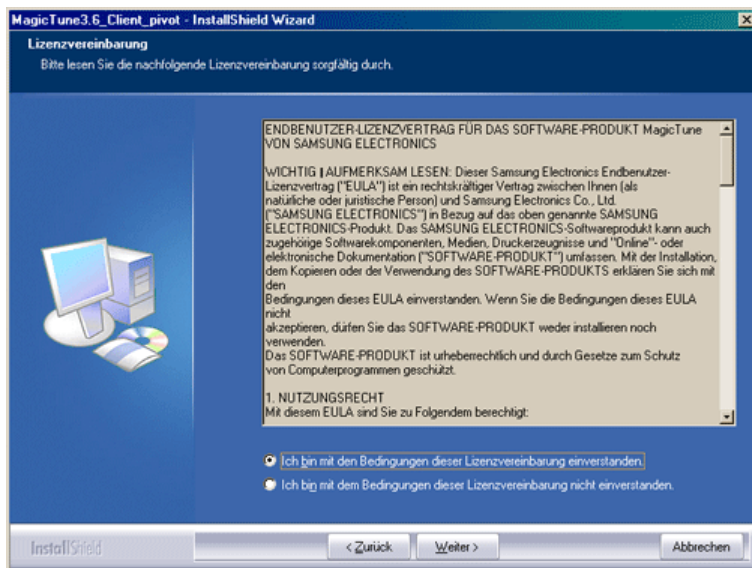 MagicTune3.6_Client_pivot - InstallShield Wizard
Lizenzvereinbarung
Bitte lesen Sie die nachfolgende Lizenzvereinbarung sorgfältig durch.
ENDBENUTZER-LIZENZVERTRAG FÜR DAS SOFTWARE-PRODUKT MagicTune
VON SAMSUNG ELECTRONICS
WICHTIG | AUFMERKSAM LESEN: Dieser Samsung Electronics Endbenutzer-
Lizenzvertrag ("EULA") ist ein rechtskräftiger Vertrag zwischen Ihnen (als
natürliche oder juristische Person) und Samsung Electronics Co., Ltd.
("SAMSUNG ELECTRONICS") in Bezug auf das oben genannte SAMSUNG
ELECTRONICS-Produkt. Das SAMSUNG ELECTRONICS-Softwareprodukt kann auch
zugehörige Softwarekomponenten, Medien, Druckerzeugnisse und "Online"- oder
elektronische Dokumentation ("SOFTWARE-PRODUKT") umfassen. Mit der Installation,
dem Kopieren oder der Verwendung des SOFTWARE-PRODUKTS erklären Sie sich mit
den
Bedingungen dieses EULA einverstanden. Wenn Sie die Bedingungen dieses EULA
nicht
akzeptieren, dürfen Sie das SOFTWARE-PRODUKT weder installieren noch
verwenden.
Das SOFTWARE-PRODUKT ist urheberrechtlich und durch Gesetze zum Schutz
von Computerprogrammen geschützt.
1. NUTZUNGSRECHT
Mit diesem EULA sind Sie zu Folgendem berechtigt:
Ich bin mit den Bedingungen dieser Lizenzvereinbarung einverstanden.
Ich bin mit dem Bedingungen dieser Lizenzvereinbarung nicht einverstanden.
InstallShield
< Zurück
Weiter >
Abbrechen